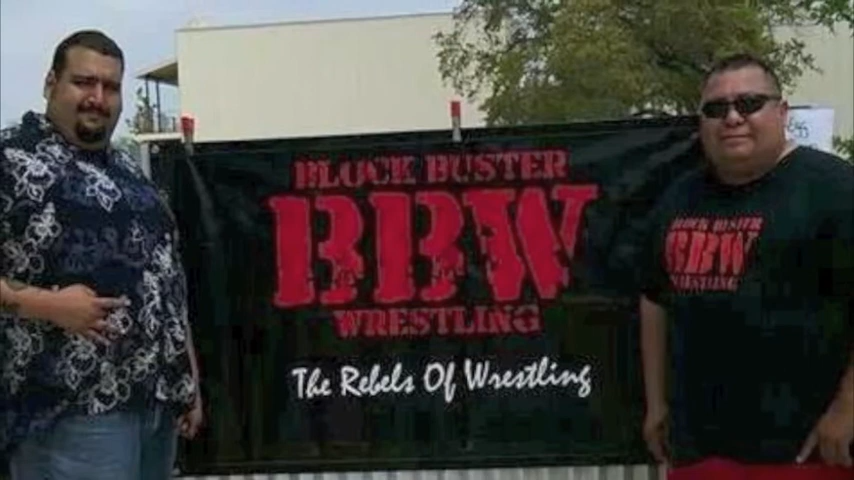 BLOCK BUSTER
BBW
WRESTLING
The Rebels Of Wrestling
BLOCK BUSTER
BBW
WRESTLING